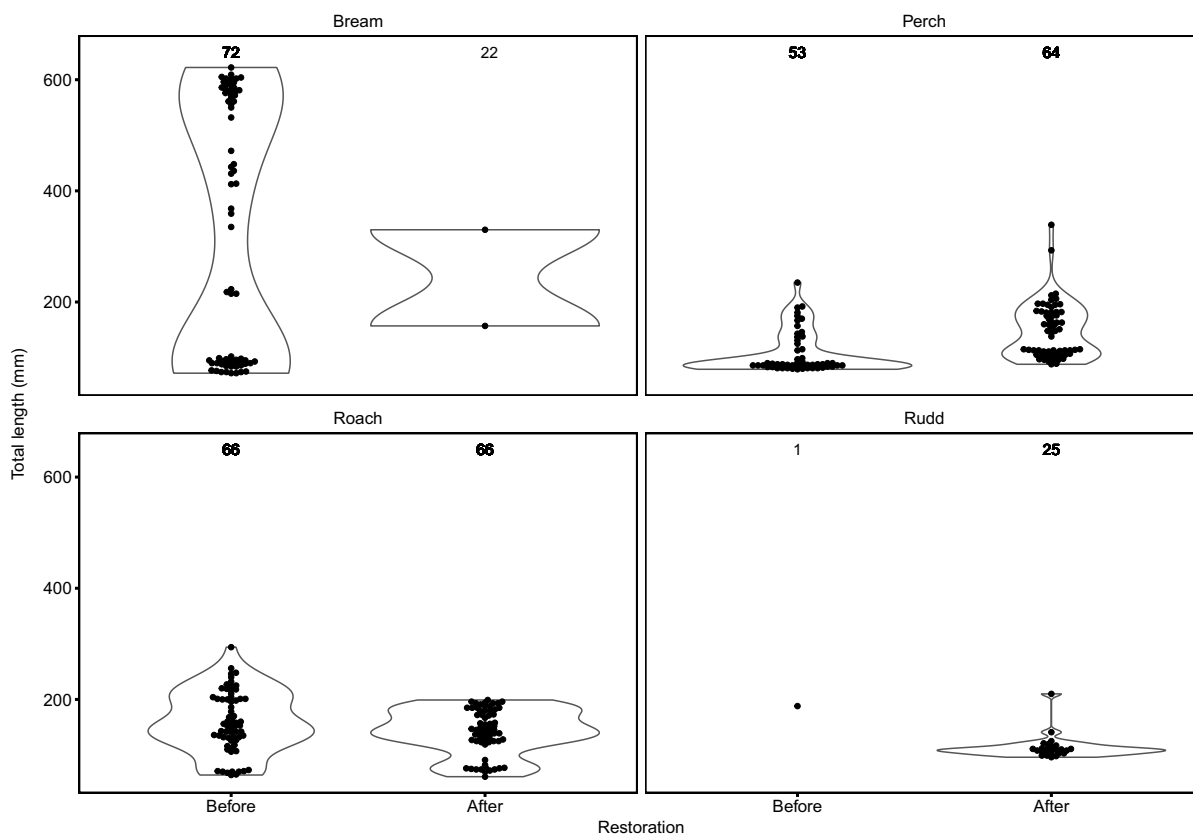 Bream
Perch
72
22
53
64
600
400
200
Roach
Rudd
66
66
1
25
600
400
200
Total length (mm)
Before
After
Before
After
Restoration